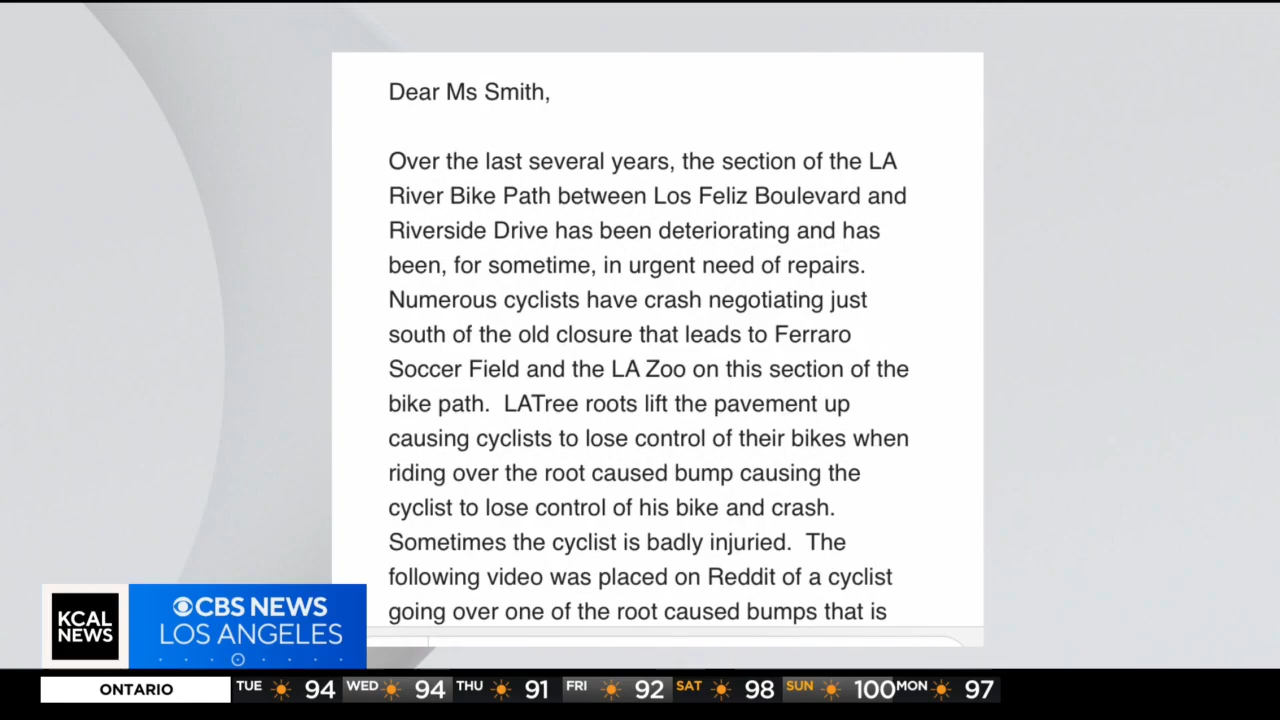 Dear Ms Smith,
Over the last several years, the section of the LA
River Bike Path between Los Feliz Boulevard and
Riverside Drive has been deteriorating and has
been, for sometime, in urgent need of repairs.
Numerous cyclists have crash negotiating just
south of the old closure that leads to Ferraro
Soccer Field and the LA Zoo on this section of the
bike path.  LATree roots lift the pavement up
causing cyclists to lose control of their bikes when
riding over the root caused bump causing the
cyclist to lose control of his bike and crash.
Sometimes the cyclist is badly injuried.  The
following video was placed on Reddit of a cyclist
going over one of the root caused bumps that is
KCAL
NEWS
CBS NEWS
LOS ANGELES
ONTARIO TUE 94 WED 94 THU 91 FRI 92 SAT 98 SUN 100 MON 97